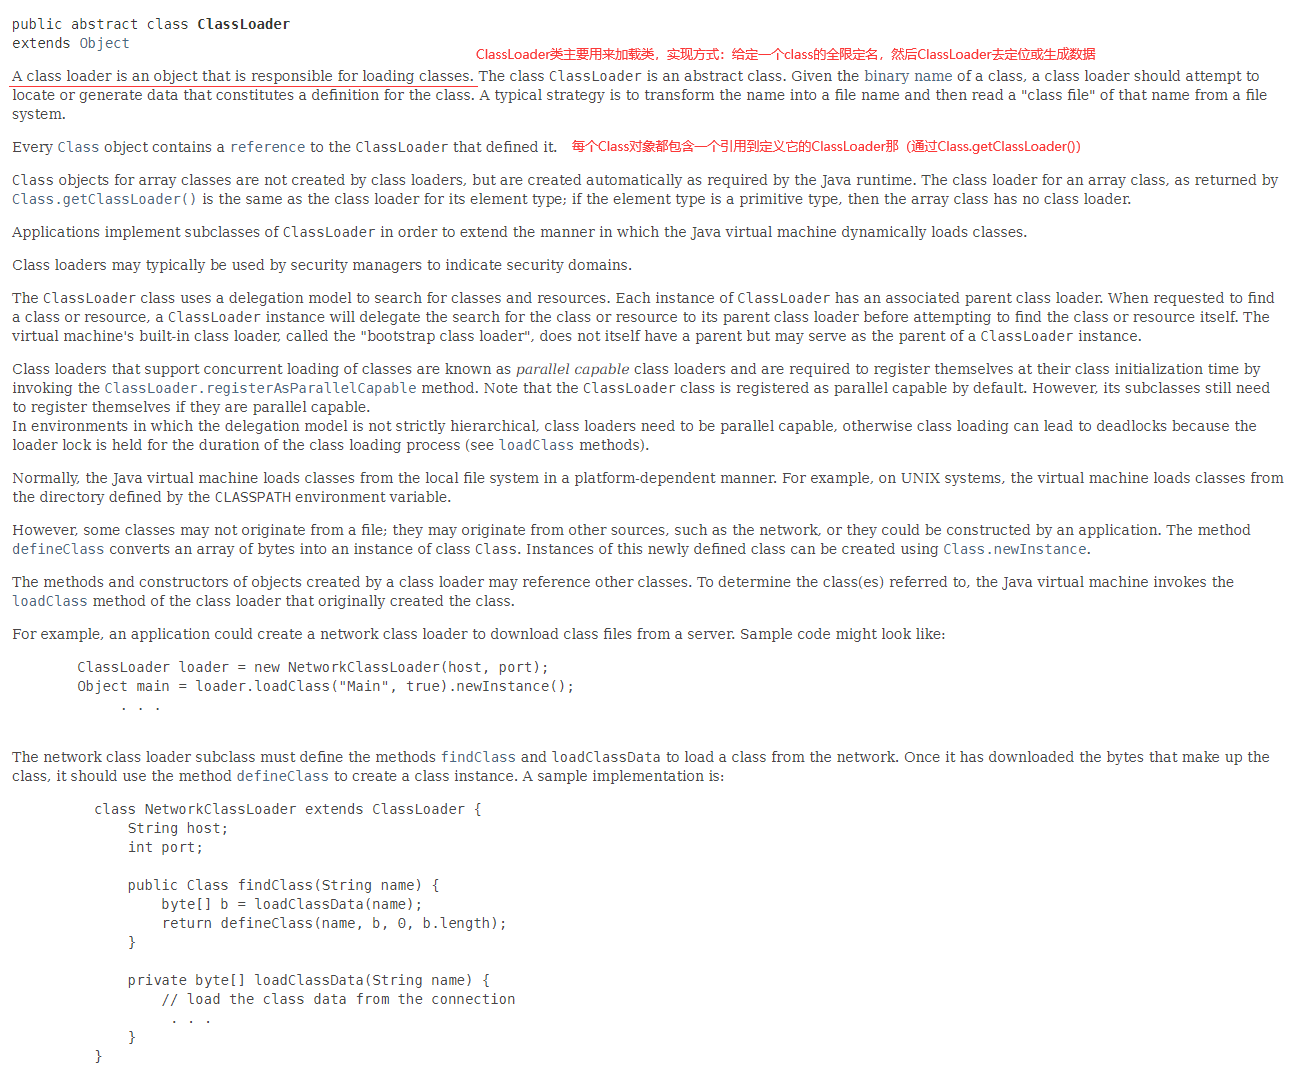 public abstract class ClassLoader
extends Object
ClassLoader类主要用来加载类，实现方式：给定一个class的全限定名，然后ClassLoader去定位或生成数据
A class loader is an object that is responsible for loading classes. The class ClassLoader is an abstract class. Given the binary name of a class, a class loader should attempt to
locate or generate data that constitutes a definition for the class. A typical strategy is to transform the name into a file name and then read a "class file" of that name from a file
system.
Every Class object contains a reference to the ClassLoader that defined it. 每个Class对象都包含一个引用到定义它的ClassLoader那（通过Class.getClassLoader()）
Class objects for array classes are not created by class loaders, but are created automatically as required by the Java runtime. The class loader for an array class, as returned by
Class.getClassLoader() is the same as the class loader for its element type; if the element type is a primitive type, then the array class has no class loader.
Applications implement subclasses of ClassLoader in order to extend the manner in which the Java virtual machine dynamically loads classes.
Class loaders may typically be used by security managers to indicate security domains.
The ClassLoader class uses a delegation model to search for classes and resources. Each instance of ClassLoader has an associated parent class loader. When requested to find
a class or resource, a ClassLoader instance will delegate the search for the class or resource to its parent class loader before attempting to find the class or resource itself. The
virtual machine's built-in class loader, called the "bootstrap class loader", does not itself have a parent but may serve as the parent of a ClassLoader instance.
Class loaders that support concurrent loading of classes are known as parallel capable class loaders and are required to register themselves at their class initialization time by
invoking the ClassLoader.registerAsParallelCapable method. Note that the ClassLoader class is registered as parallel capable by default. However, its subclasses still need
to register themselves if they are parallel capable.
In environments in which the delegation model is not strictly hierarchical, class loaders need to be parallel capable, otherwise class loading can lead to deadlocks because the
loader lock is held for the duration of the class loading process (see loadClass methods).
Normally, the Java virtual machine loads classes from the local file system in a platform-dependent manner. For example, on UNIX systems, the virtual machine loads classes from
the directory defined by the CLASSPATH environment variable.
However, some classes may not originate from a file; they may originate from other sources, such as the network, or they could be constructed by an application. The method
defineClass converts an array of bytes into an instance of class Class. Instances of this newly defined class can be created using Class.newInstance.
The methods and constructors of objects created by a class loader may reference other classes. To determine the class(es) referred to, the Java virtual machine invokes the
loadClass method of the class loader that originally created the class.
For example, an application could create a network class loader to download class files from a server. Sample code might look like:
ClassLoader loader = new NetworkClassLoader(host, port);
Object main = loader.loadClass("Main", true).newInstance();
. . .
The network class loader subclass must define the methods findClass and loadClassData to load a class from the network. Once it has downloaded the bytes that make up the
class, it should use the method defineClass to create a class instance. A sample implementation is:
class NetworkClassLoader extends ClassLoader {
String host;
int port;
public Class findClass(String name) {
byte[] b = loadClassData(name);
return defineClass(name, b, 0, b.length);
}
private byte[] loadClassData(String name) {
// load the class data from the connection
. . .
}
}